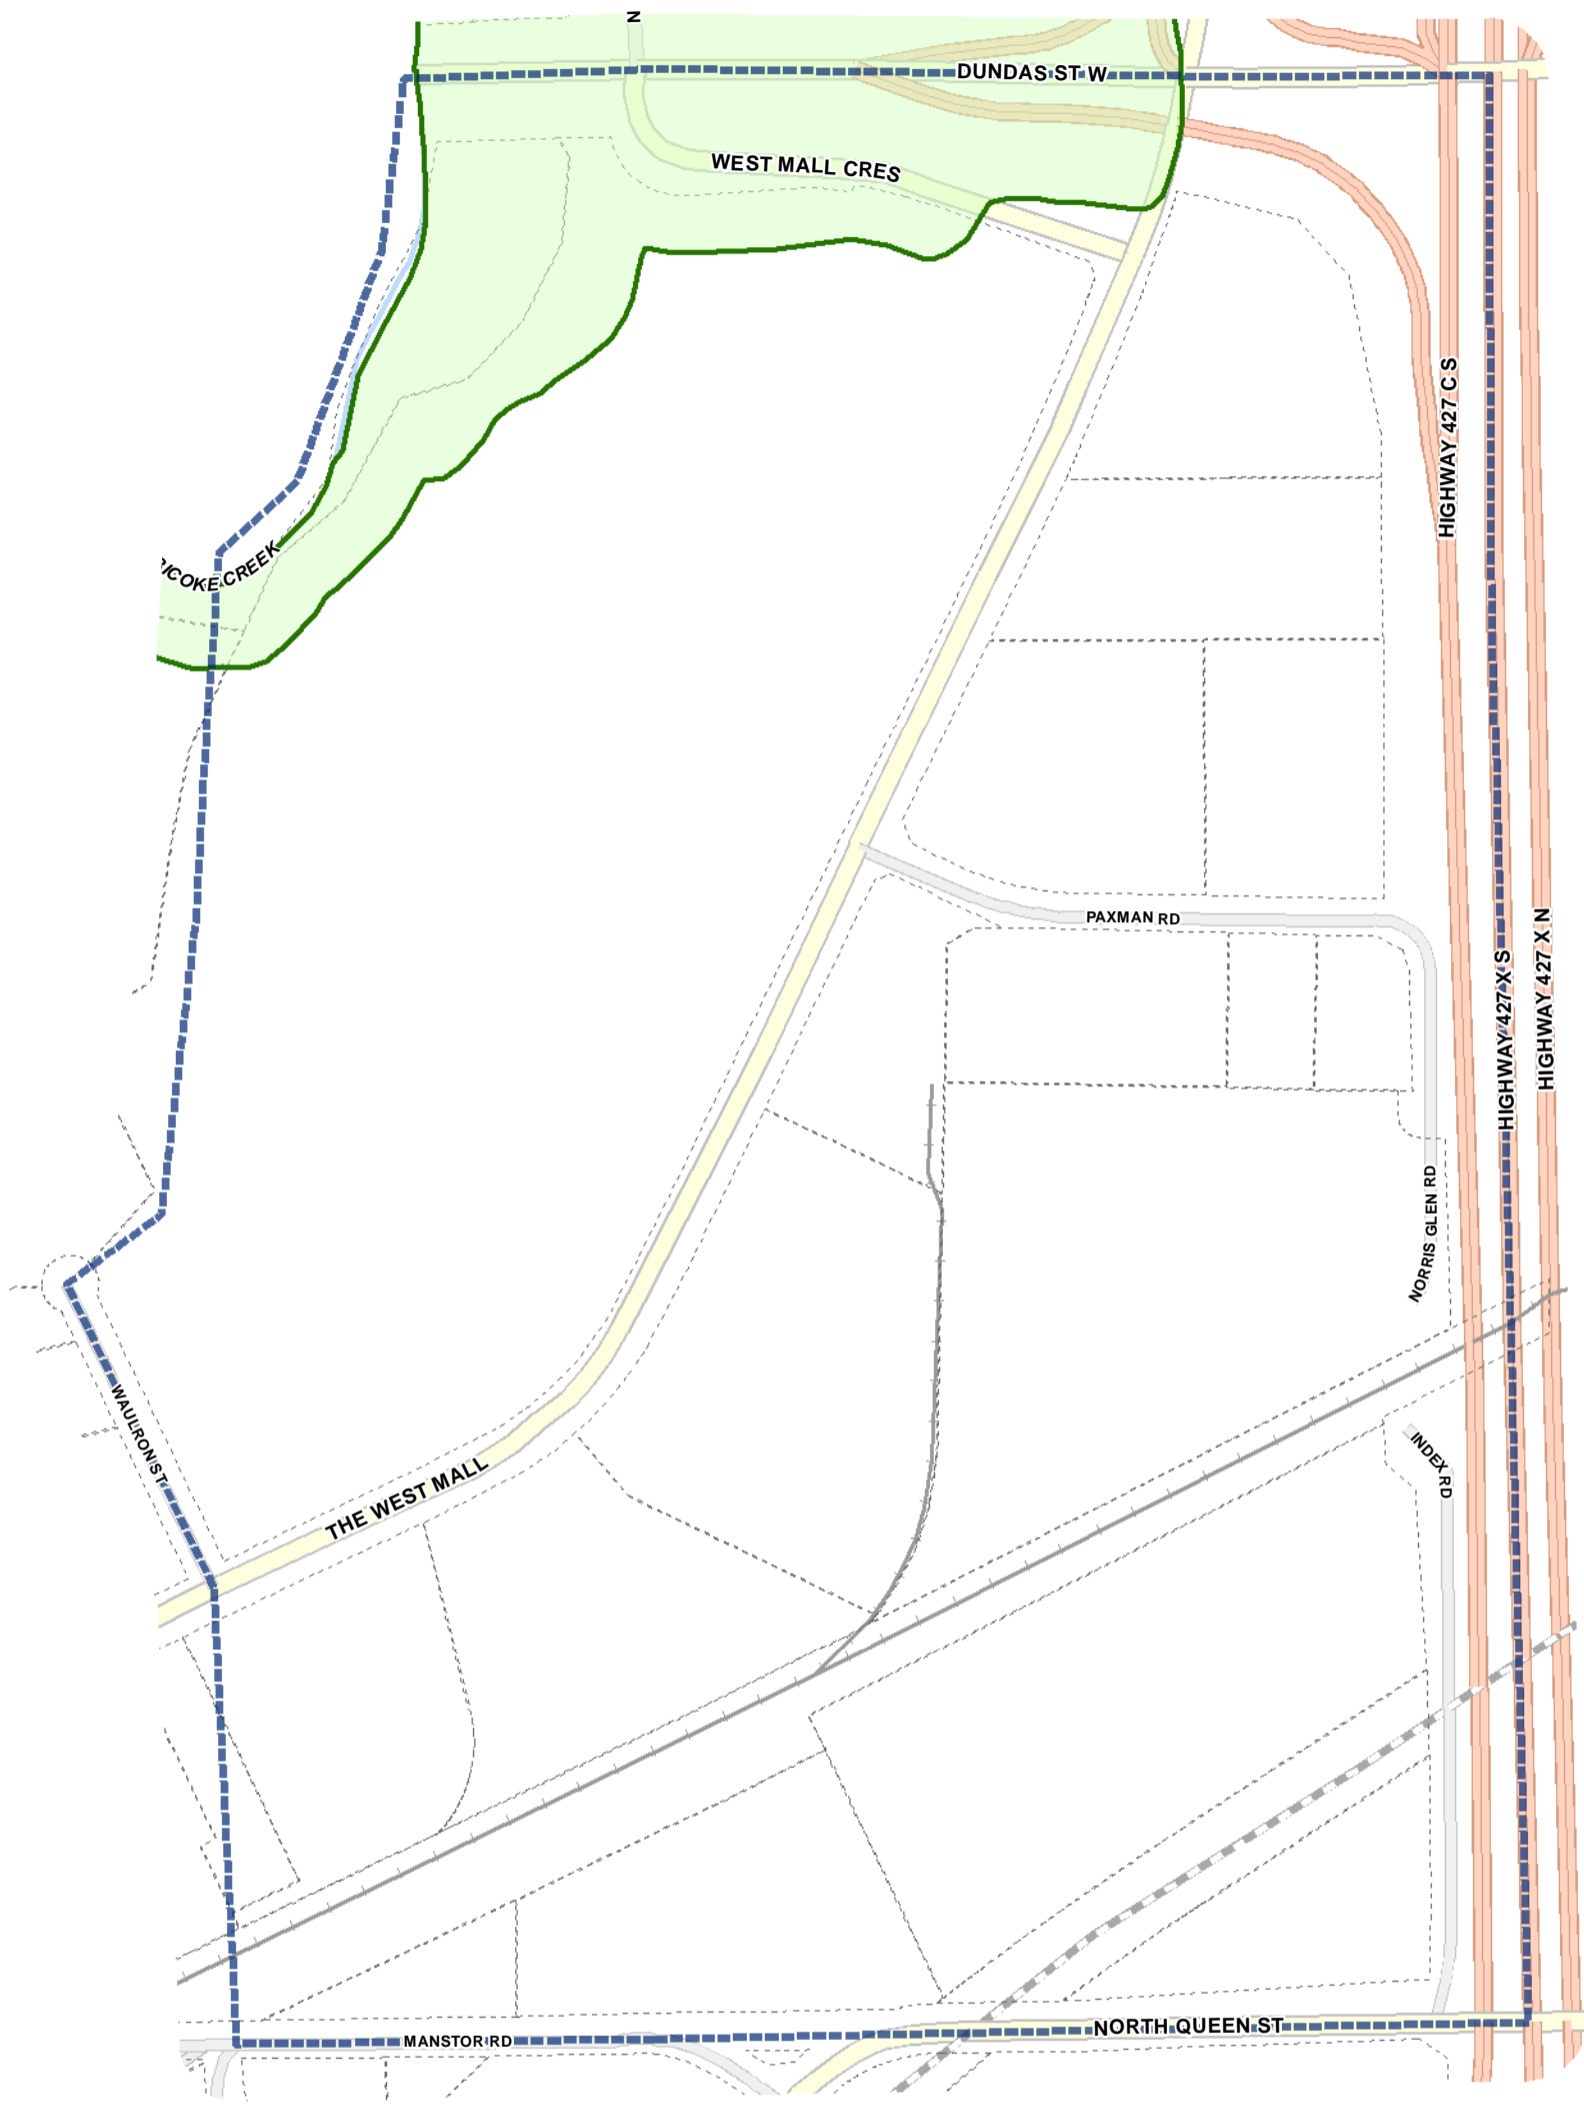 N
DUNDAS ST W
WEST MALL CRES
HIGHWAY 427 C S
RICOKE CREEK
PAXMAN RD
HIGHWAY 427 X S
HIGHWAY 427 X N
NORRIS GLEN RD
WAULRON ST
THE WEST MALL
INDEX RD
NORTH QUEEN ST
MANSTOR RD